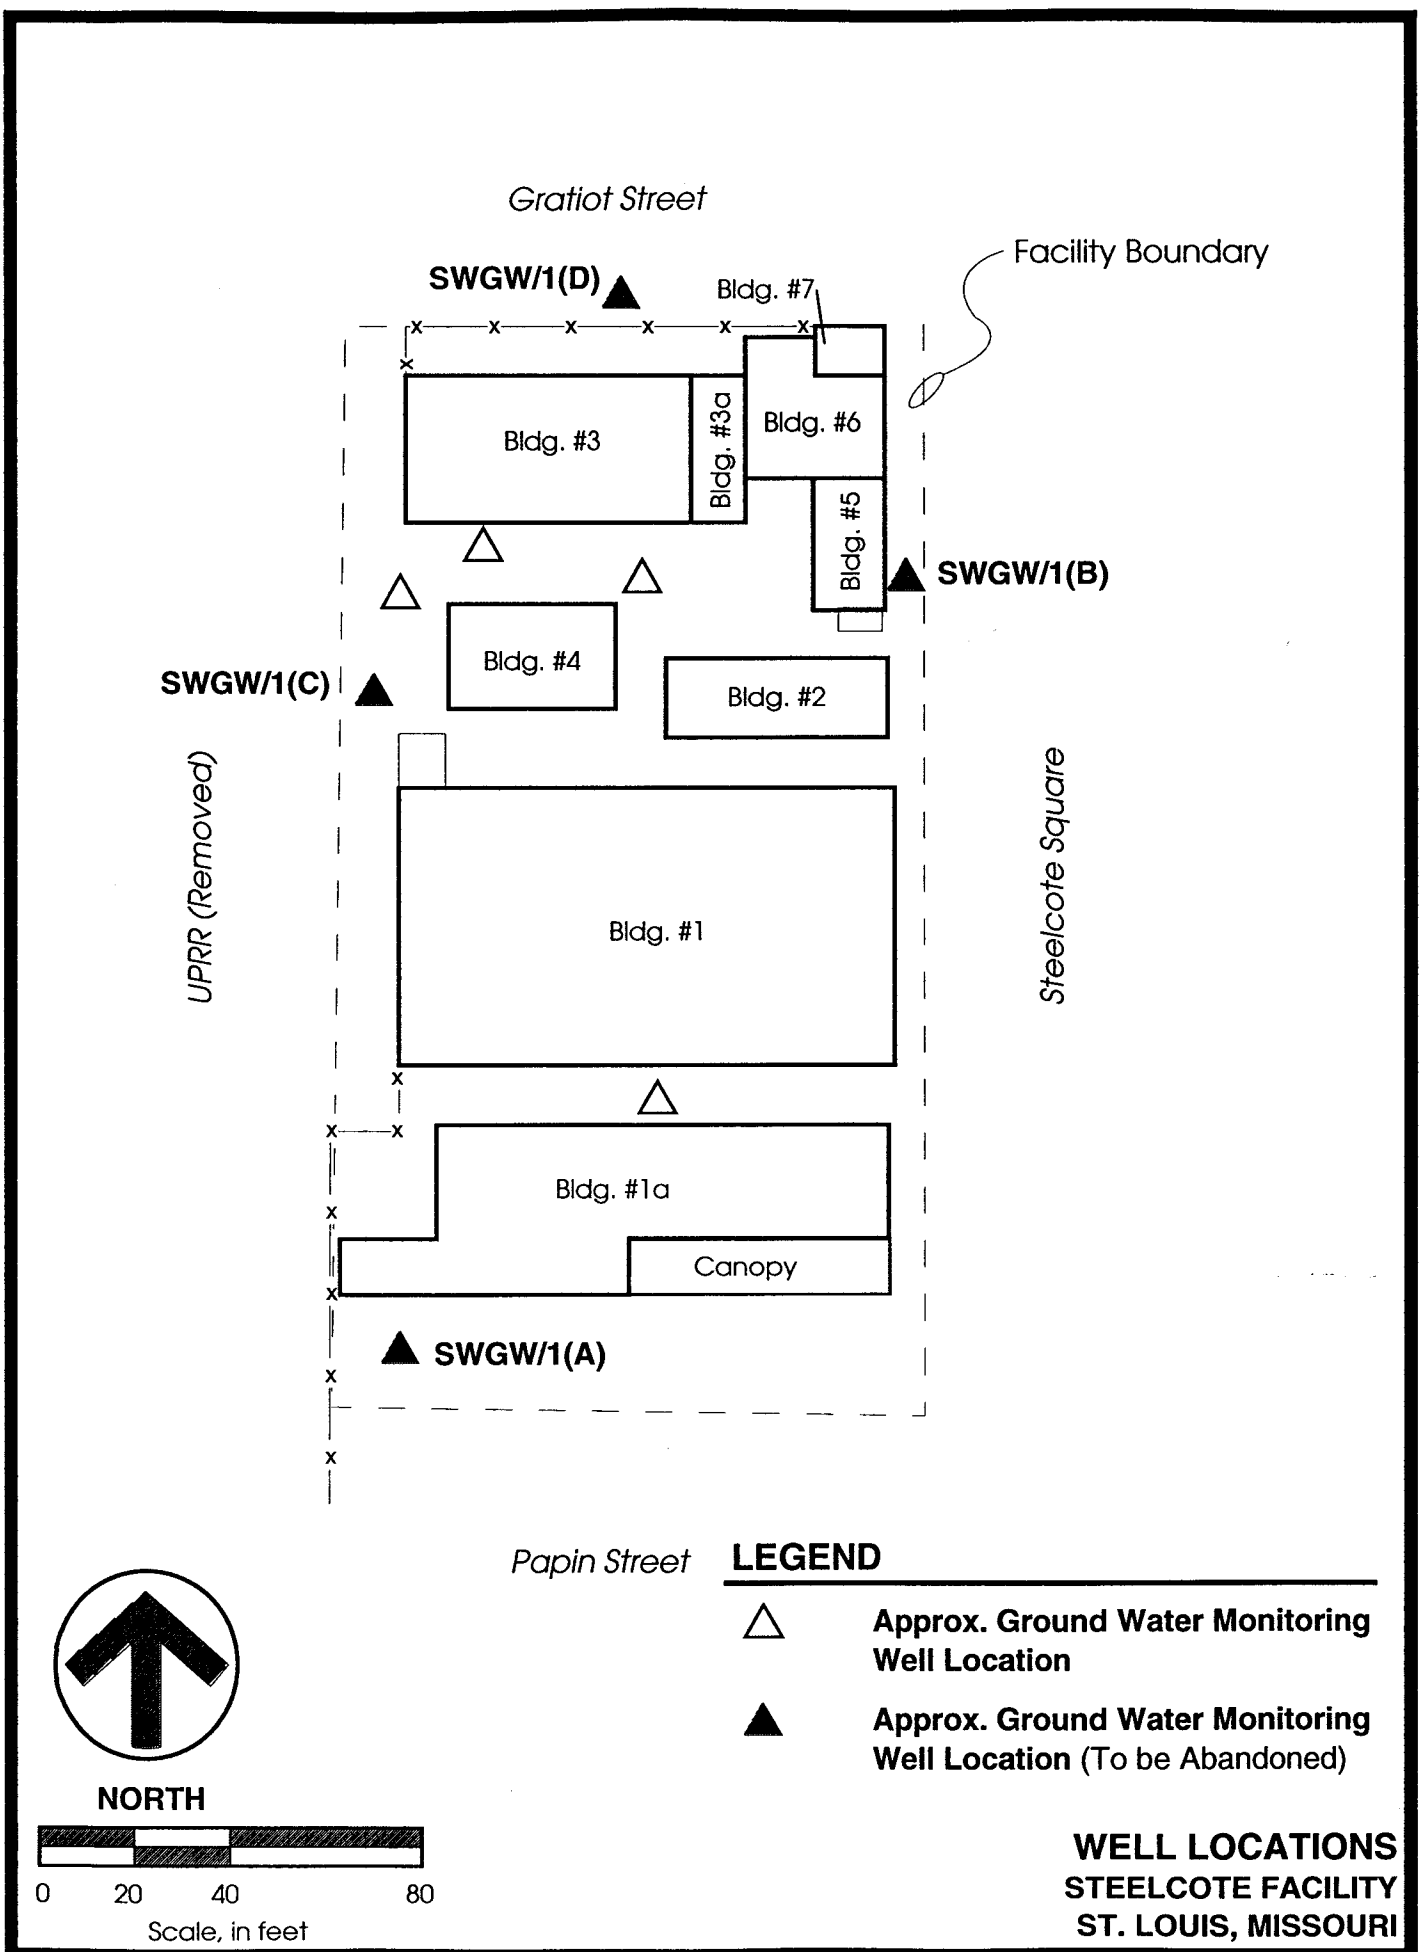 Gratiot Street
Facility Boundary
SWGW/1(D)
Bldg. #7
Bldg. #3
Bldg. #3a
Bldg. #6
Bldg. #5
SWGW/1(B)
Bldg. #4
SWGW/1(C)
Bldg. #2
UPRR (Removed)
Steelcote Square
Bldg. #1
Bldg. #1a
Canopy
SWGW/1(A)
Papin Street
LEGEND
Approx. Ground Water Monitoring
Well Location
Approx. Ground Water Monitoring
Well Location (To be Abandoned)
NORTH
0 20 40 80
Scale, in feet
WELL LOCATIONS
STEELCOTE FACILITY
ST. LOUIS, MISSOURI